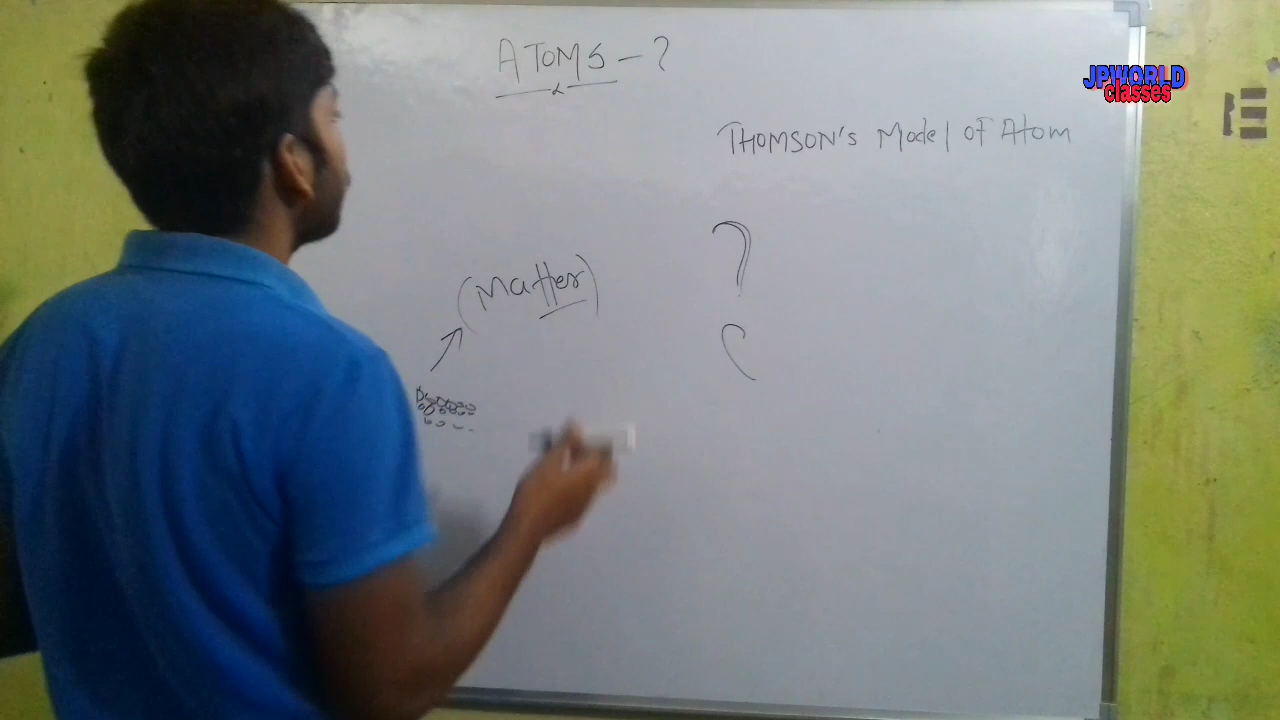 ATOMS - ?
JPWORLD
classes
THOMSON's Model of Atom
(Matter)